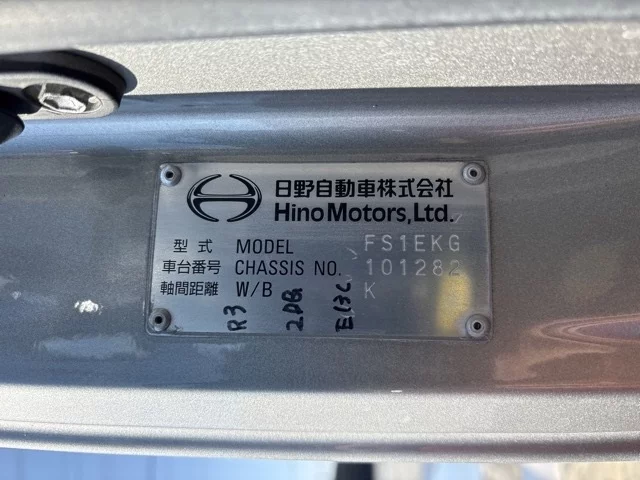 日野自動車株式会社
Hino Motors, Ltd.
型式 MODEL FS1EKG
車台番号 CHASSIS NO. 101282
軸間距離 W/B K
R3
E13C